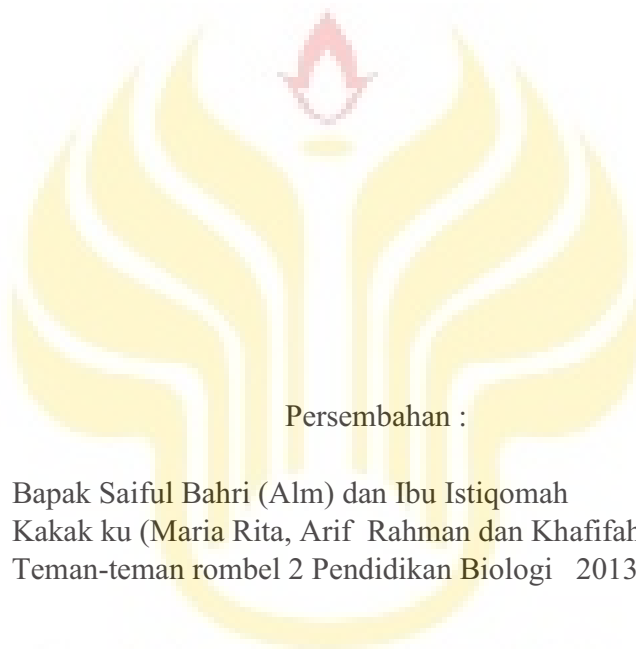 Persembahan :
Bapak Saiful Bahri (Alm) dan Ibu Istiqomah
Kakak ku (Maria Rita, Arif Rahman dan Khafifah
Teman-teman rombel 2 Pendidikan Biologi 2013